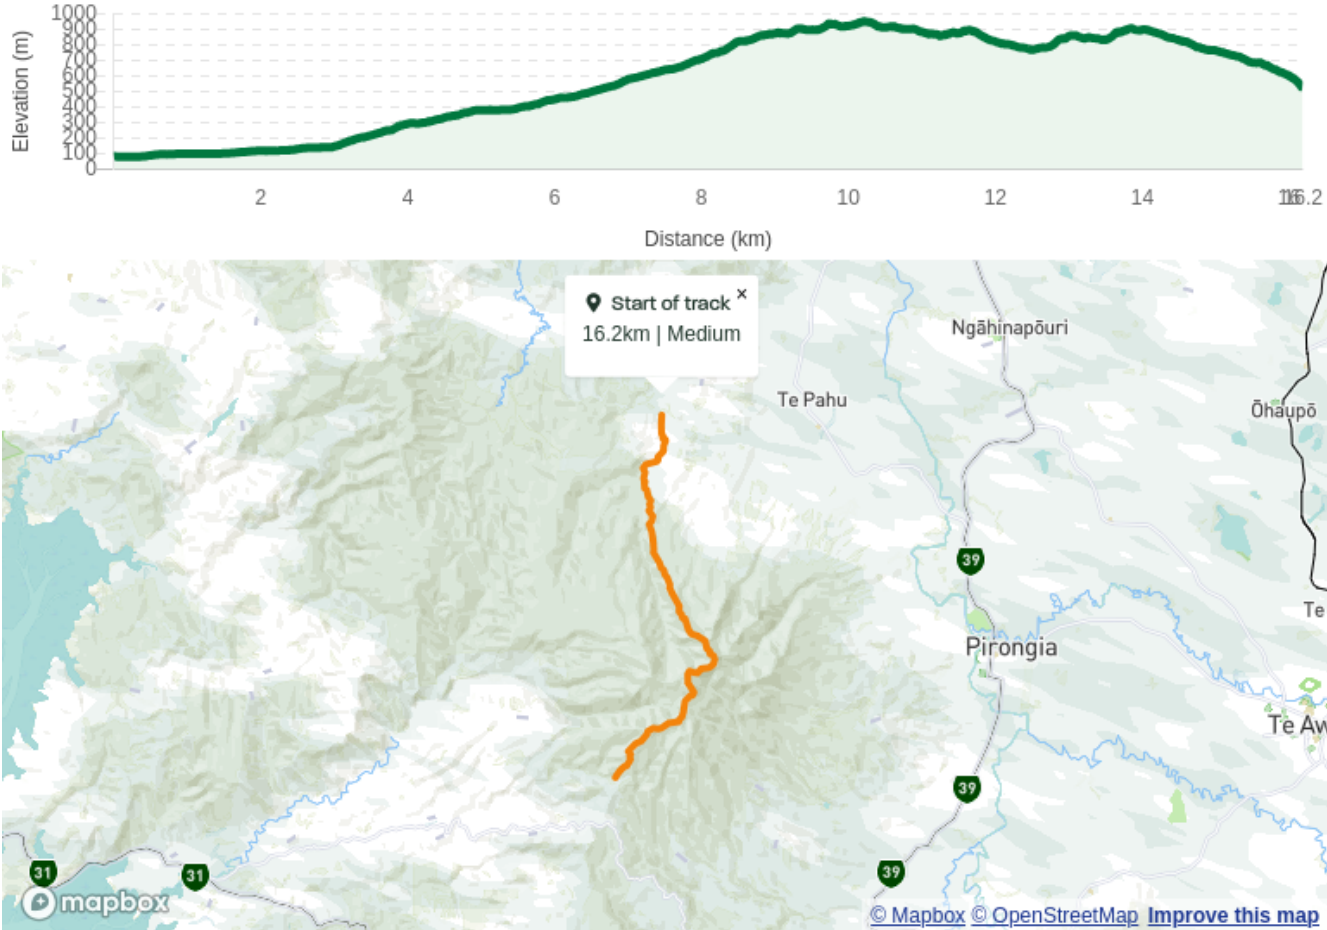 1000
900
800
700
600
500
400
300
200
100
0
Elevation (m)
2 4 6 8 10 12 14 16 16.2
Distance (km)
Start of track ×
16.2km | Medium
Ngāhinapōuri
Te Pahu
Ōhaupō
39
Te
Pirongia
Te Aw
39
31
31
39
mapbox
© Mapbox © OpenStreetMap Improve this map